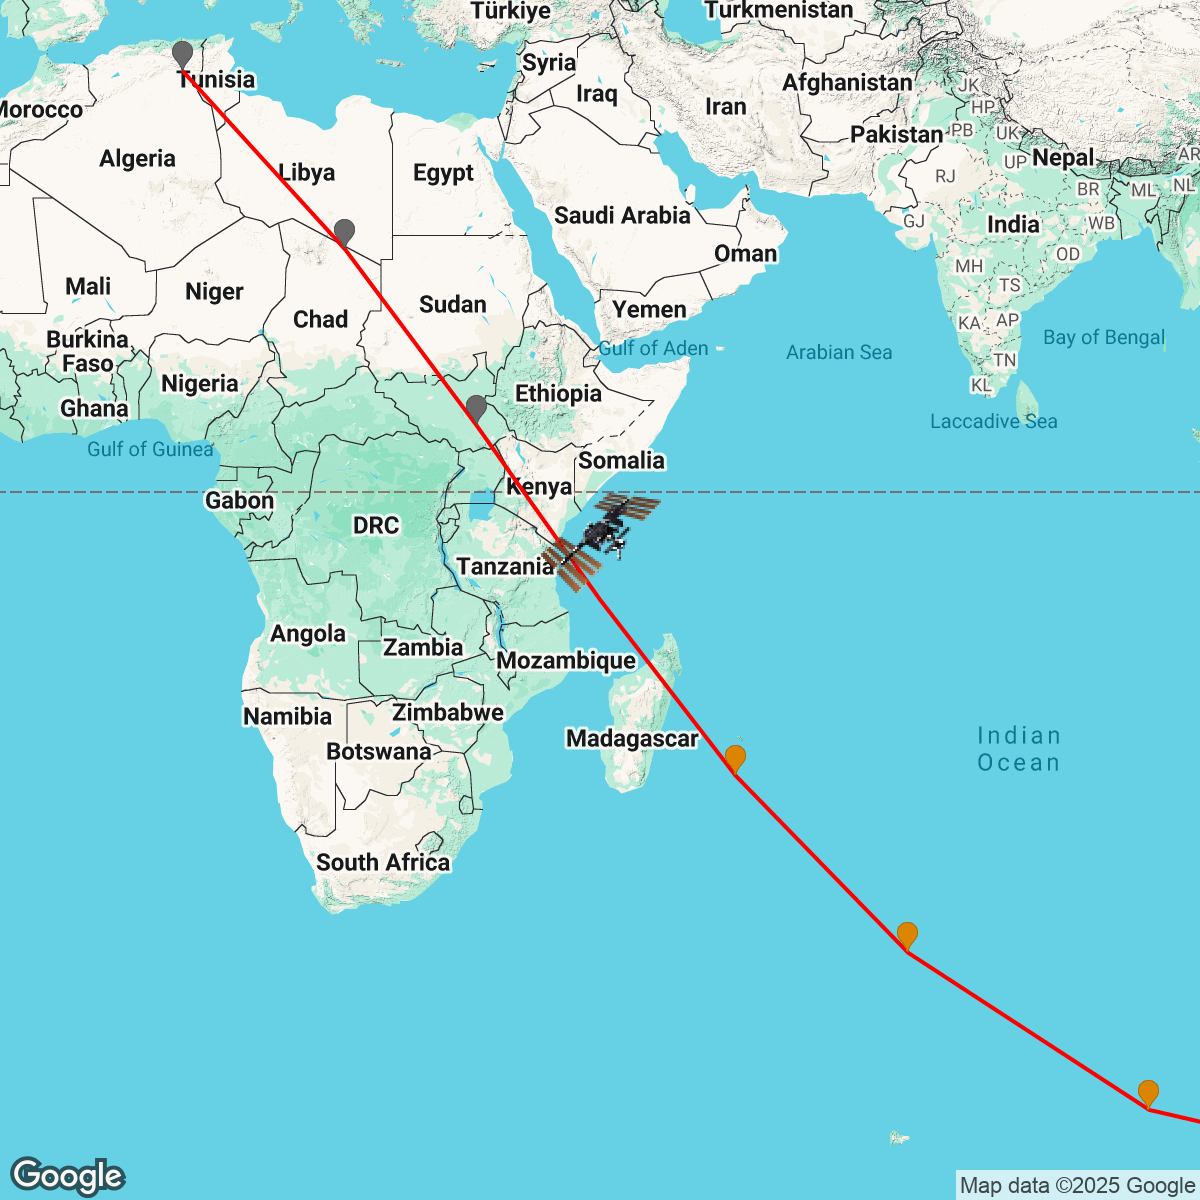 Türkiye
Turkmenistan
Syria
Tunisia
Afghanistan
JK
Iraq
Iran
Morocco
HP
Pakistan
PB
UK
Algeria
Nepal
AR
Libya
Egypt
UP
RJ
BR
ML
NL
Saudi Arabia
GJ
India
WB
Oman
OD
MH
Mali
Niger
TS
Sudan
Yemen
Chad
KA
AP
Burkina
Faso
Gulf of Aden
Arabian Sea
Bay of Bengal
TN
Nigeria
KL
Ethiopia
Ghana
Laccadive Sea
Gulf of Guinea
Somalia
Kenya
Gabon
DRC
Tanzania
Angola
Zambia
Mozambique
Namibia
Zimbabwe
Madagascar
Indian
Ocean
Botswana
South Africa
Google
Map data ©2025 Google